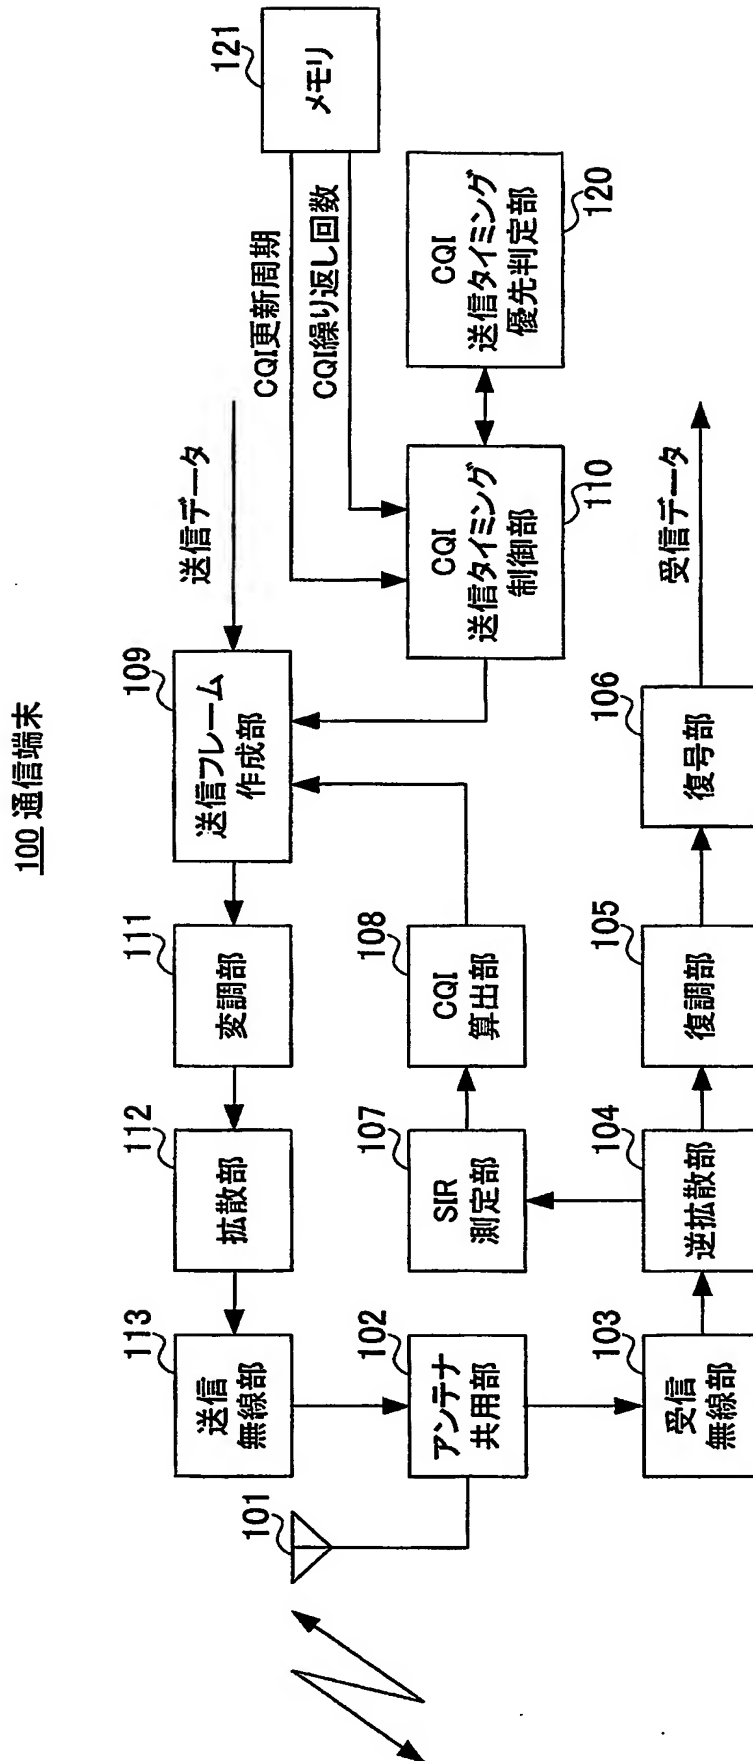 100 通信端末
101
113
送信
無線部
112
拡散部
111
変調部
109
送信フレーム
作成部
送信データ
CQI更新周期
CQI繰り返し回数
121
メモリ
102
アンテナ
共用部
107
SIR
測定部
108
CQI
算出部
CQI
送信タイミング
制御部
110
CQI
送信タイミング
優先判定部
120
103
受信
無線部
104
逆拡散部
105
復調部
106
復号部
受信データ